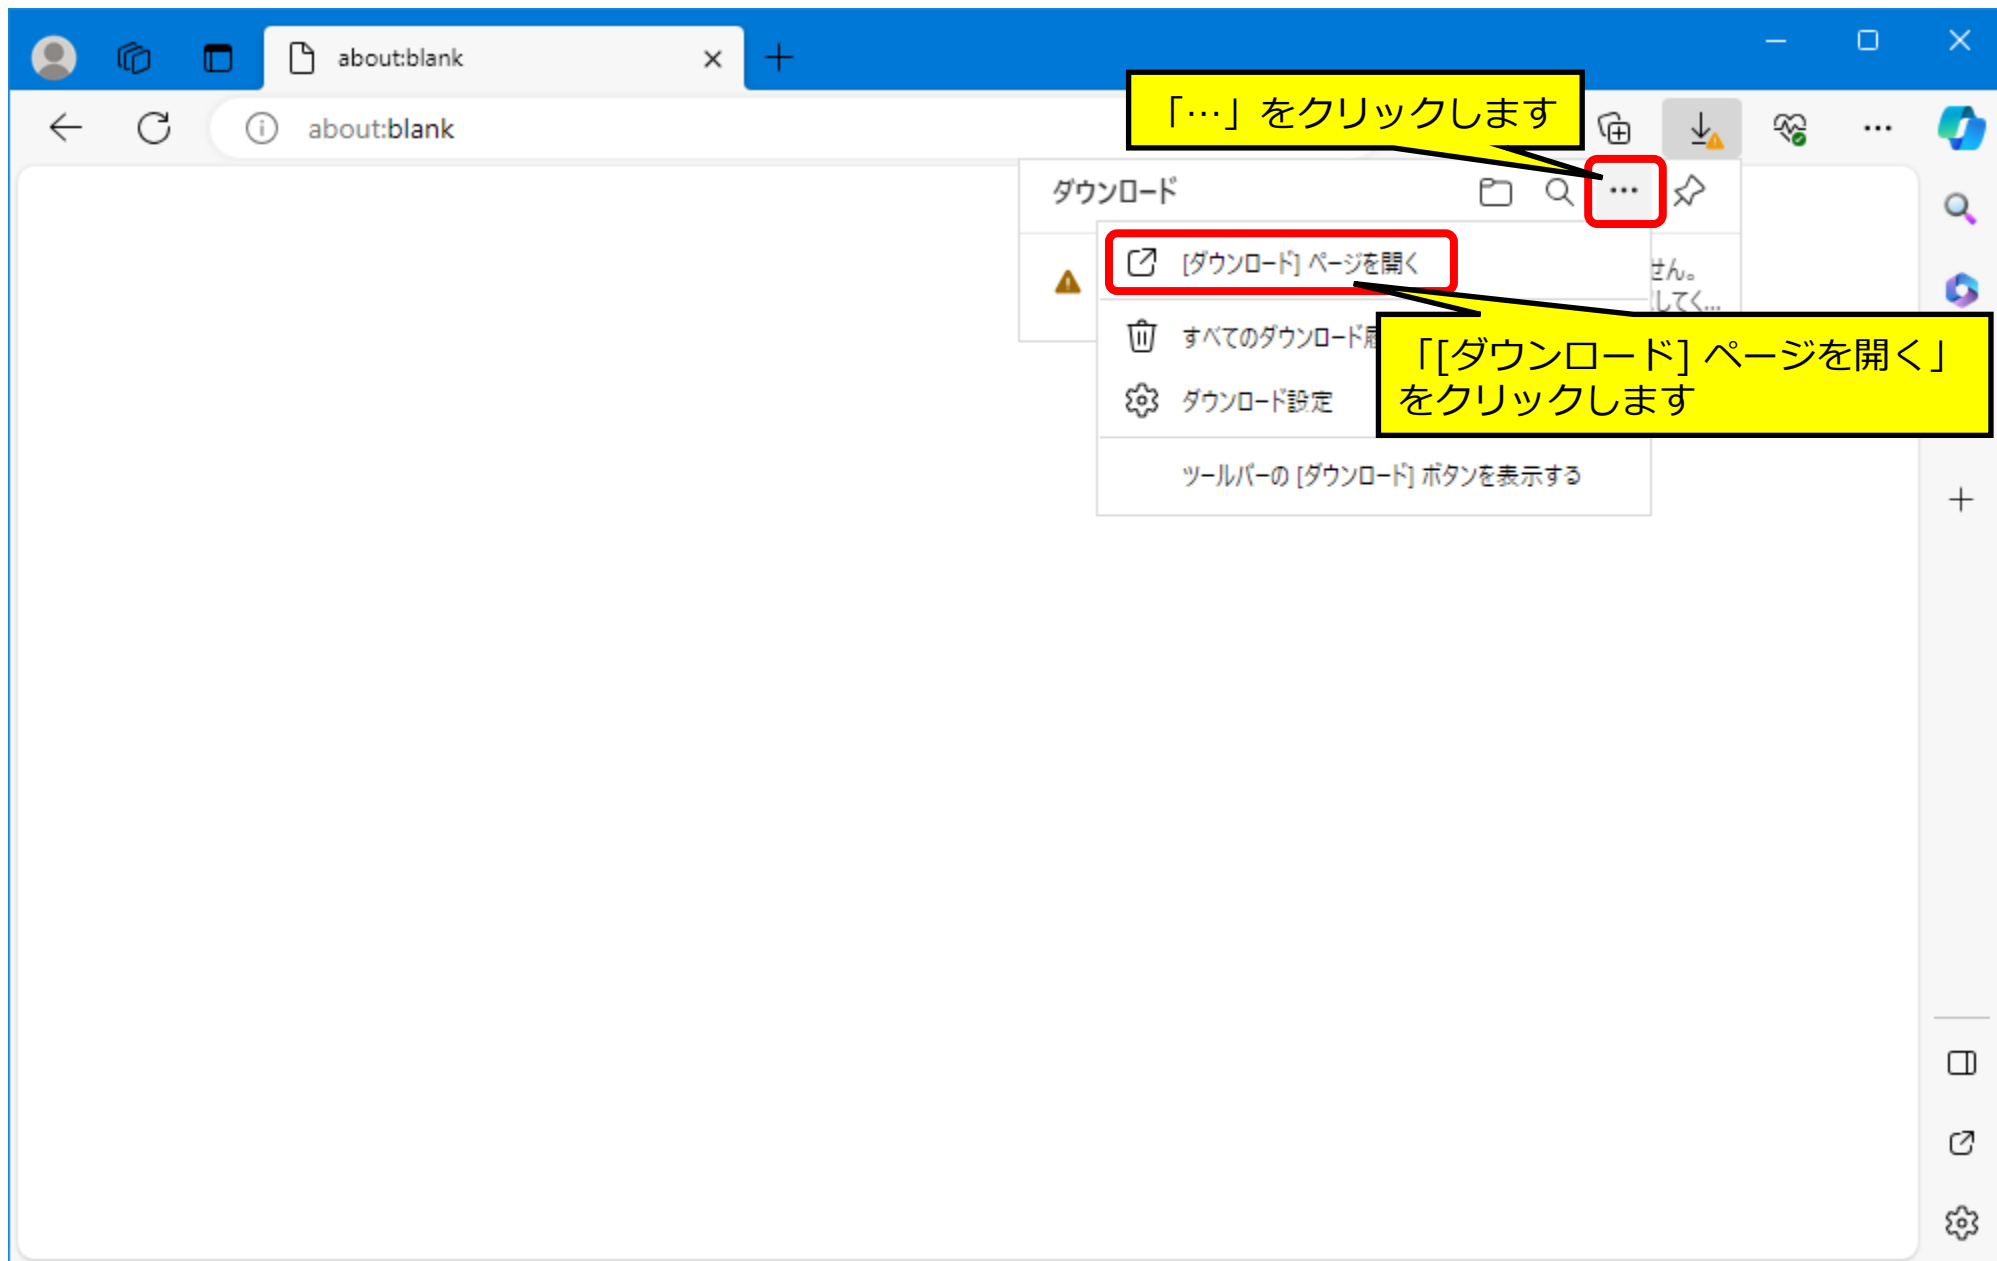 about:blank
about:blank
「…」をクリックします
ダウンロード
[ダウンロード] ページを開く
せん。
してく...
すべてのダウンロード
「[ダウンロード] ページを開く」
をクリックします
ダウンロード設定
ツールバーの [ダウンロード] ボタンを表示する